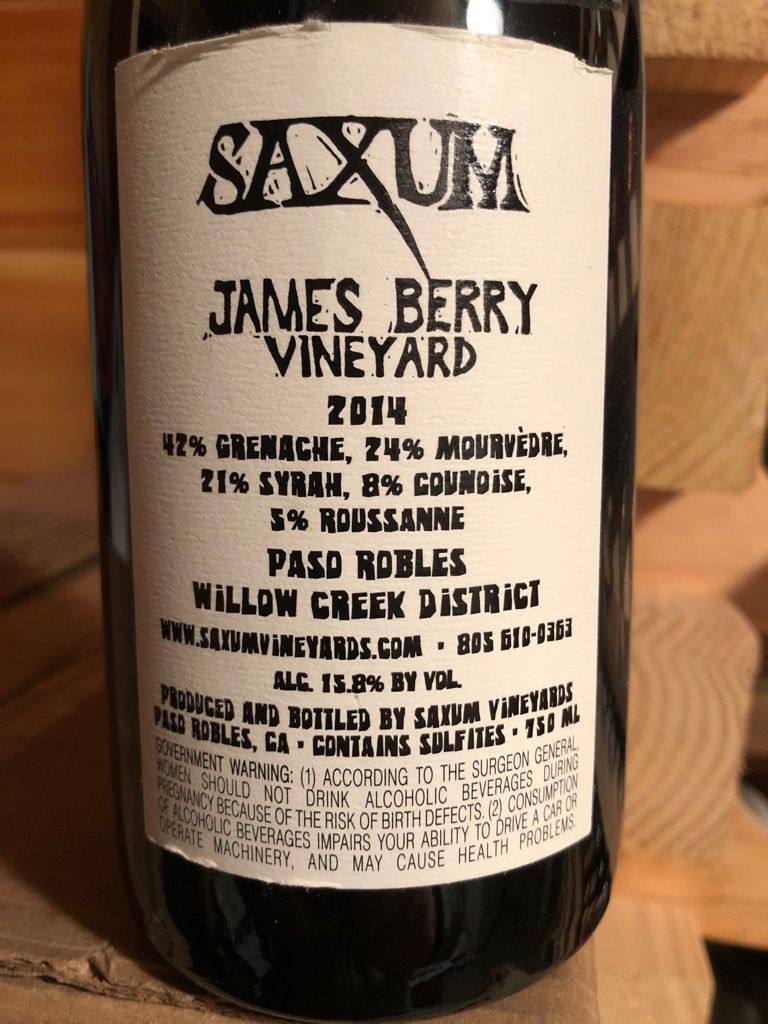 SAXUM
JAMES BERRY
VINEYARD
2014
42% GRENACHE, 24% MOURVÈDRE,
21% SYRAH, 8% COUNOISE,
5% ROUSSANNE
PASO ROBLES
WILLOW CREEK DISTRICT
WWW.SAXUMVINEYARDS.COM • 805 610-0363
ALC. 15.8% BY VOL.
PRODUCED AND BOTTLED BY SAXUM VINEYARDS
PASO ROBLES, CA • CONTAINS SULFITES • 750 ML
GOVERNMENT WARNING: (1) ACCORDING TO THE SURGEON GENERAL,
WOMEN SHOULD NOT DRINK ALCOHOLIC BEVERAGES DURING
PREGNANCY BECAUSE OF THE RISK OF BIRTH DEFECTS. (2) CONSUMPTION
OF ALCOHOLIC BEVERAGES IMPAIRS YOUR ABILITY TO DRIVE A CAR OR
OPERATE MACHINERY, AND MAY CAUSE HEALTH PROBLEMS.